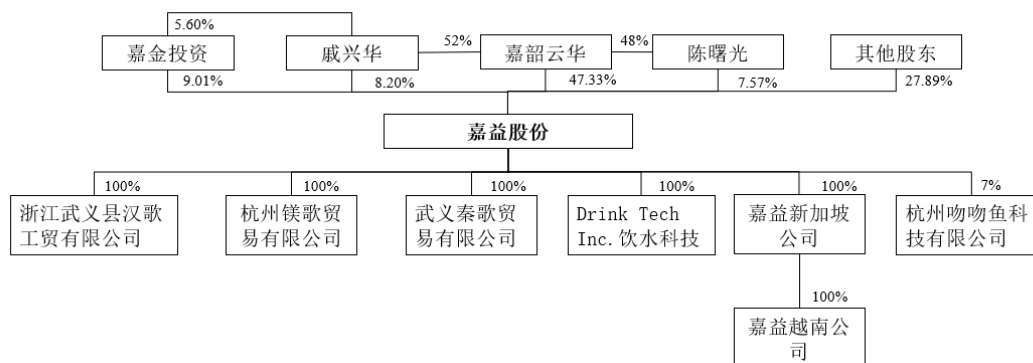 5.60%
嘉金投资
戚兴华
52%
嘉韶云华
48%
陈曙光
其他股东
9.01%
8.20%
47.33%
7.57%
27.89%
嘉益股份
100%
100%
100%
100%
100%
7%
浙江武义县汉歌
工贸有限公司
杭州镁歌贸
易有限公司
武义秦歌贸
易有限公司
Drink Tech
Inc.饮水科技
嘉益新加坡
公司
杭州吻吻鱼科
技有限公司
100%
嘉益越南公
司